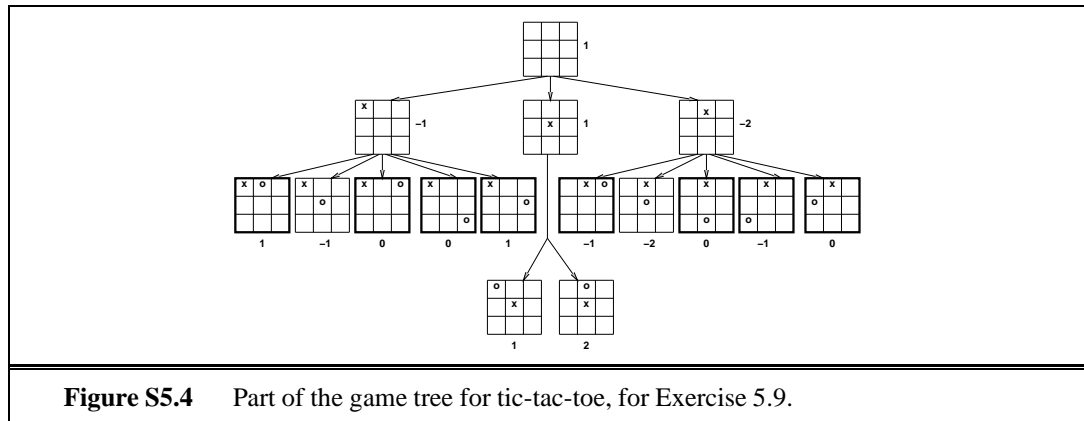 1
x x
–1 x 1 –2
x o x x o x x x o x x x x
o o o o
o o o
1 –1 0 0 1 –1 –2 0 –1 0
o o
x x
1 2
Figure S5.4 Part of the game tree for tic-tac-toe, for Exercise 5.9.